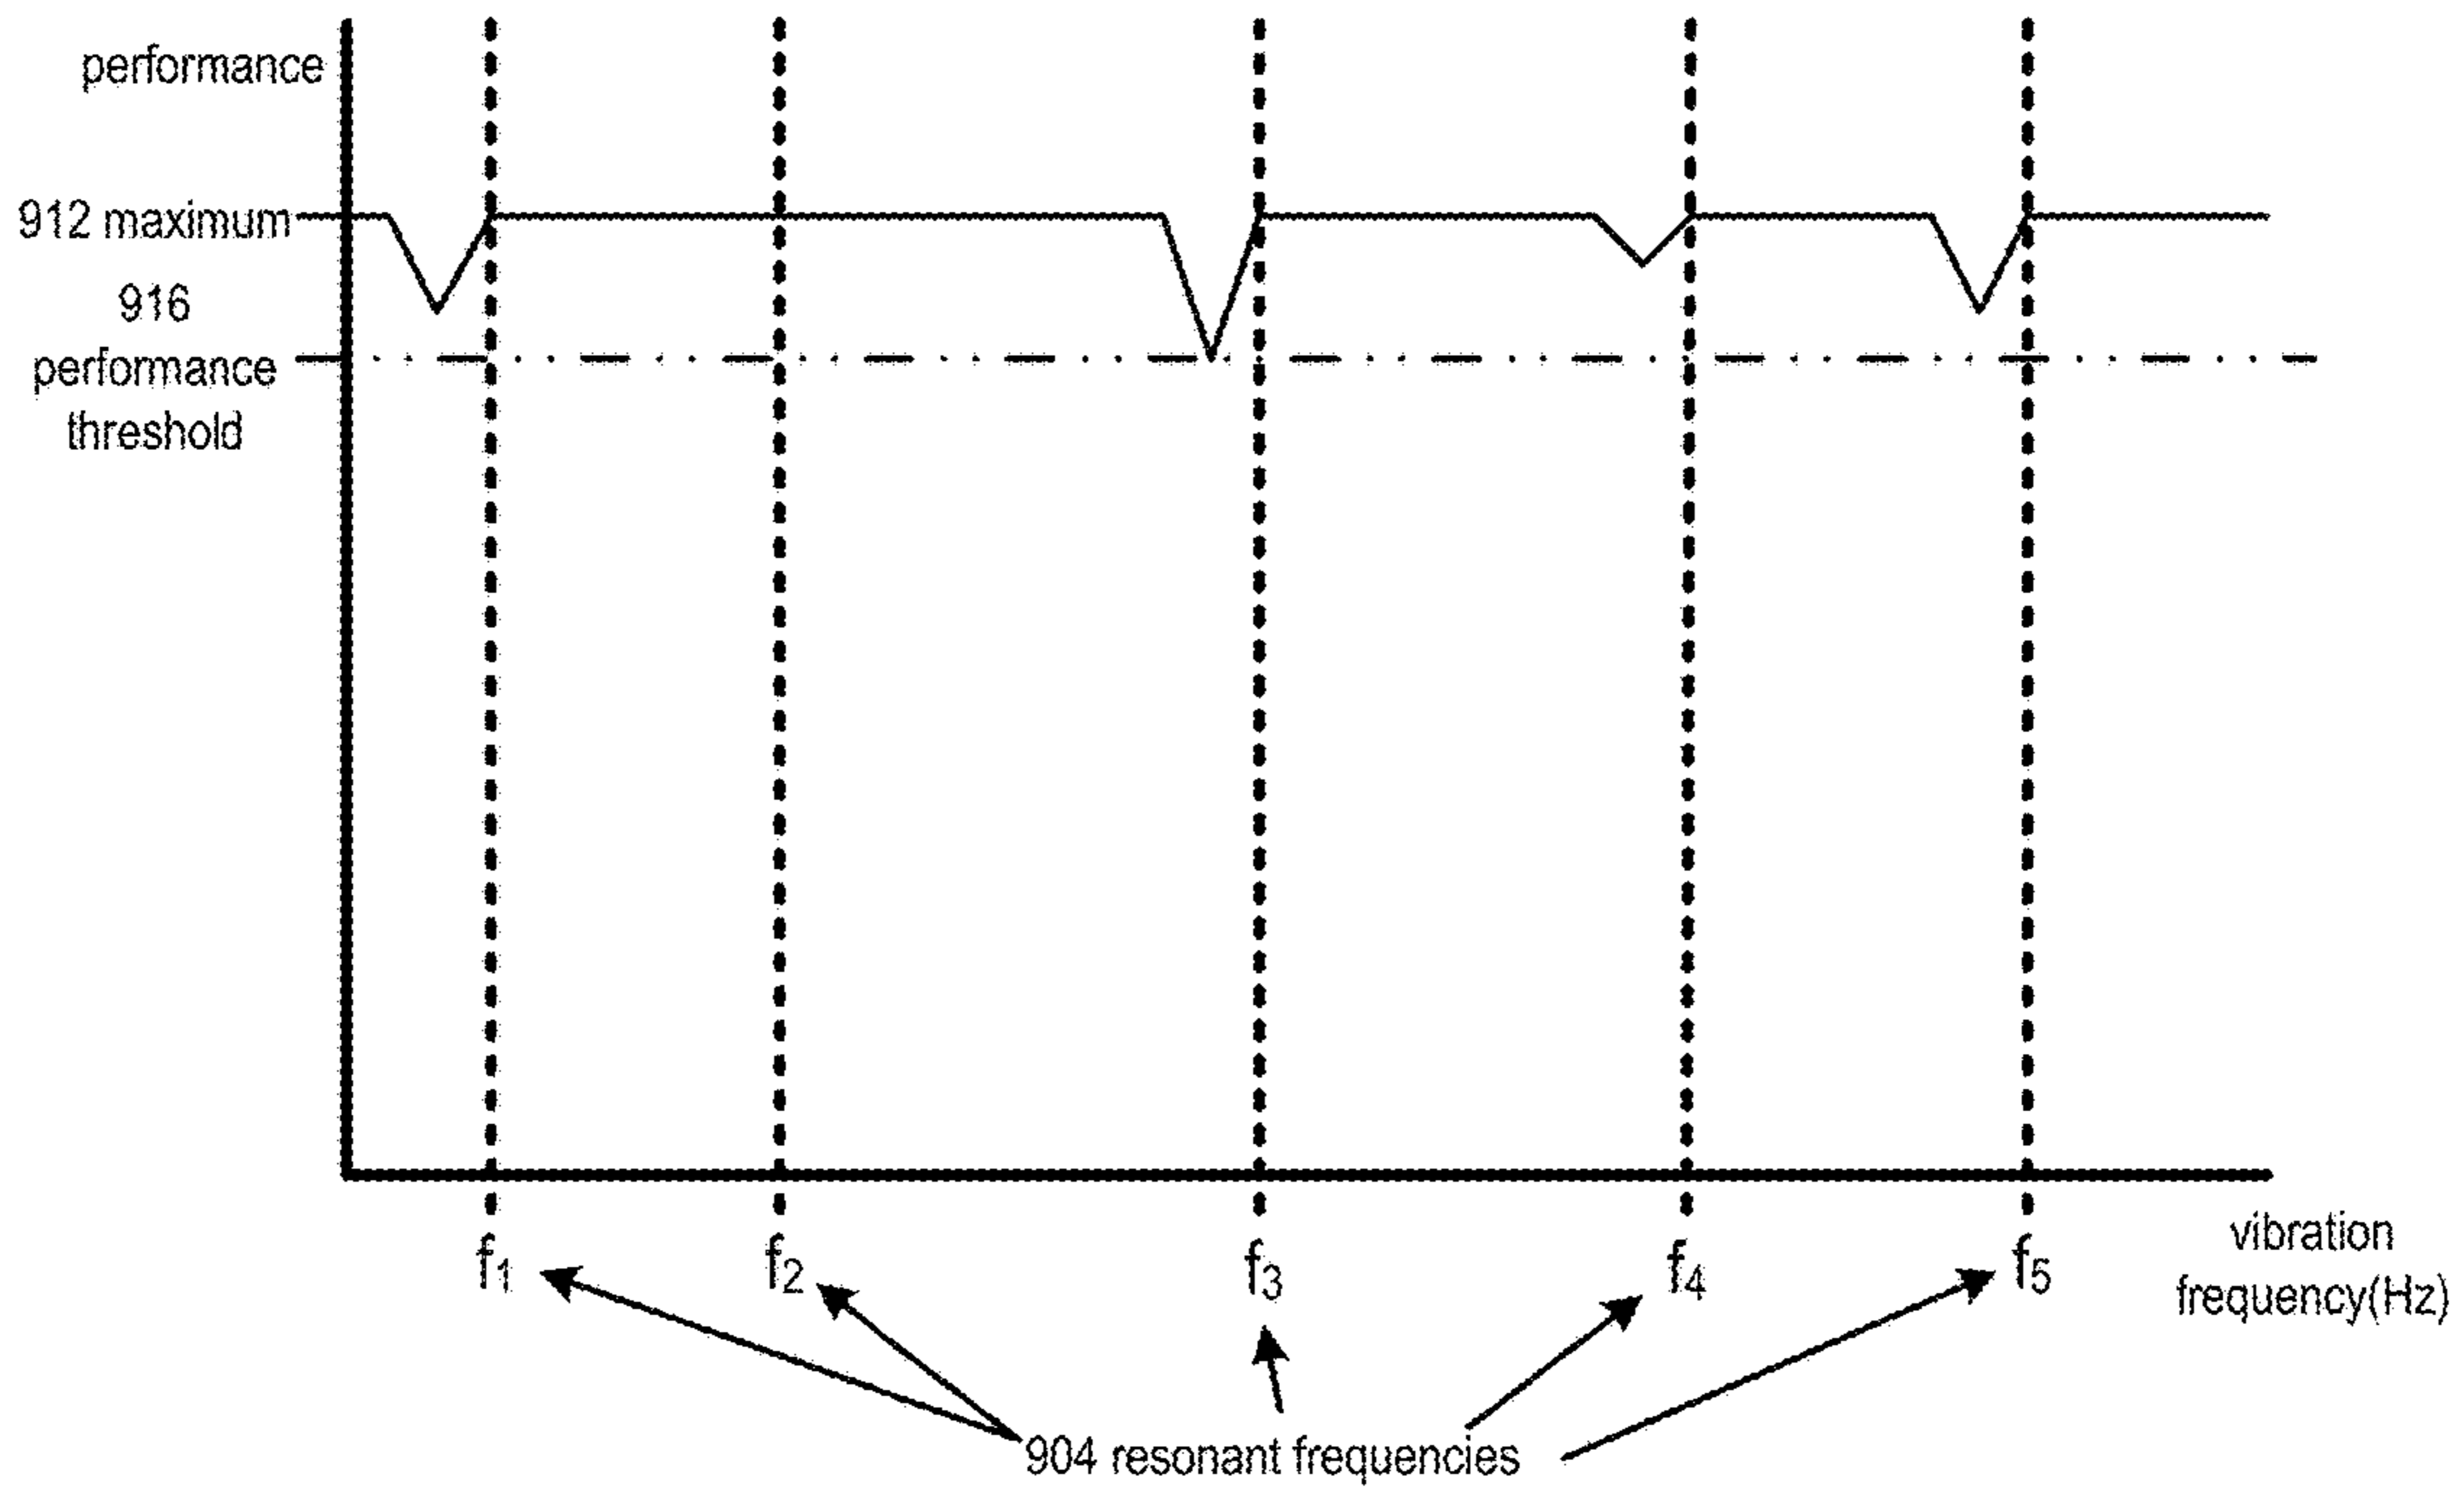 performance
912 maximum
916
performance
threshold
f1
f2
f3
f4
f5
vibration
frequency(Hz)
904 resonant frequencies